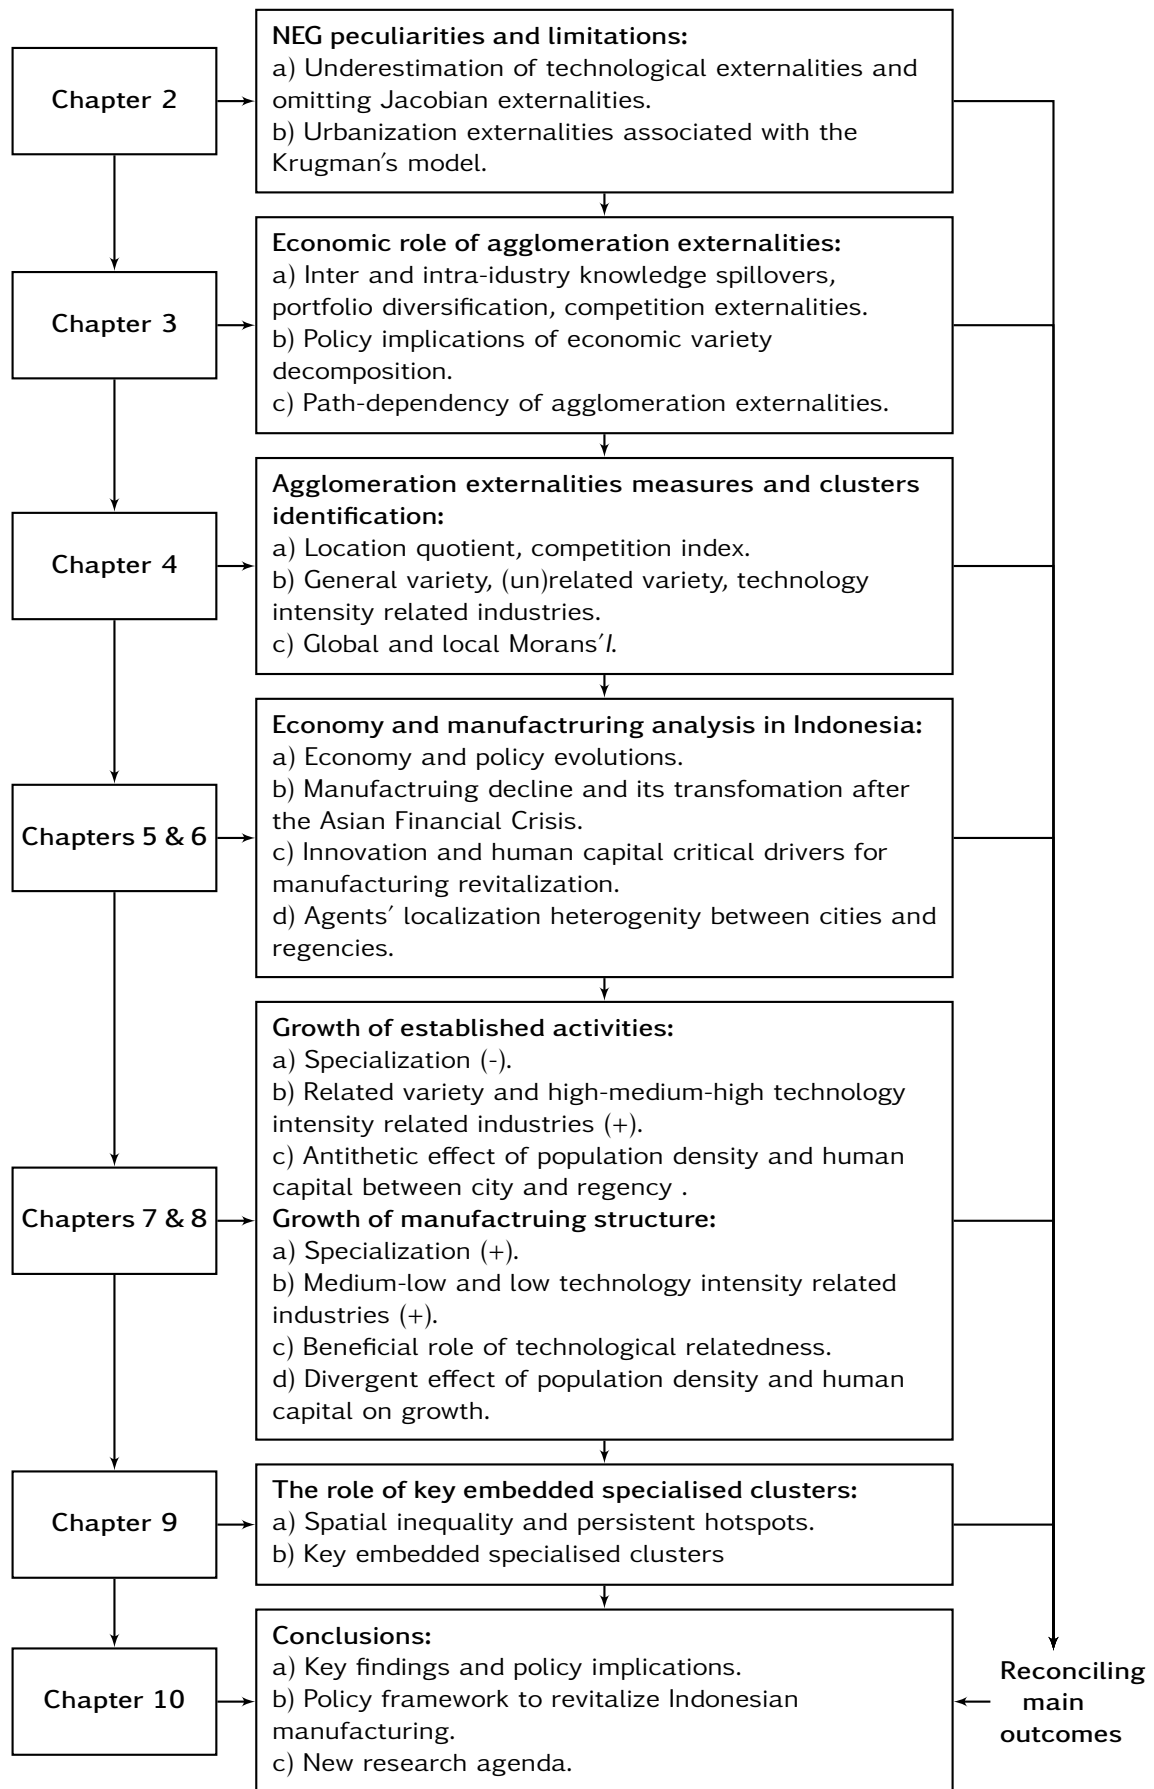 Chapter 2
NEG peculiarities and limitations:
a) Underestimation of technological externalities and
omitting Jacobian externalities.
b) Urbanization externalities associated with the
Krugman′s model.
Chapter 3
Economic role of agglomeration externalities:
a) Inter and intra-idustry knowledge spillovers,
portfolio diversification, competition externalities.
b) Policy implications of economic variety
decomposition.
c) Path-dependency of agglomeration externalities.
Chapter 4
Agglomeration externalities measures and clusters
identification:
a) Location quotient, competition index.
b) General variety, (un)related variety, technology
intensity related industries.
c) Global and local Morans′I.
Chapters 5 & 6
Economy and manufactruring analysis in Indonesia:
a) Economy and policy evolutions.
b) Manufactruing decline and its transfomation after
the Asian Financial Crisis.
c) Innovation and human capital critical drivers for
manufacturing revitalization.
d) Agents′ localization heterogenity between cities and
regencies.
Chapters 7 & 8
Growth of established activities:
a) Specialization (-).
b) Related variety and high-medium-high technology
intensity related industries (+).
c) Antithetic effect of population density and human
capital between city and regency .
Growth of manufactruing structure:
a) Specialization (+).
b) Medium-low and low technology intensity related
industries (+).
c) Beneficial role of technological relatedness.
d) Divergent effect of population density and human
capital on growth.
Chapter 9
The role of key embedded specialised clusters:
a) Spatial inequality and persistent hotspots.
b) Key embedded specialised clusters
Chapter 10
Conclusions:
a) Key findings and policy implications.
b) Policy framework to revitalize Indonesian
manufacturing.
c) New research agenda.
Reconciling
main
outcomes